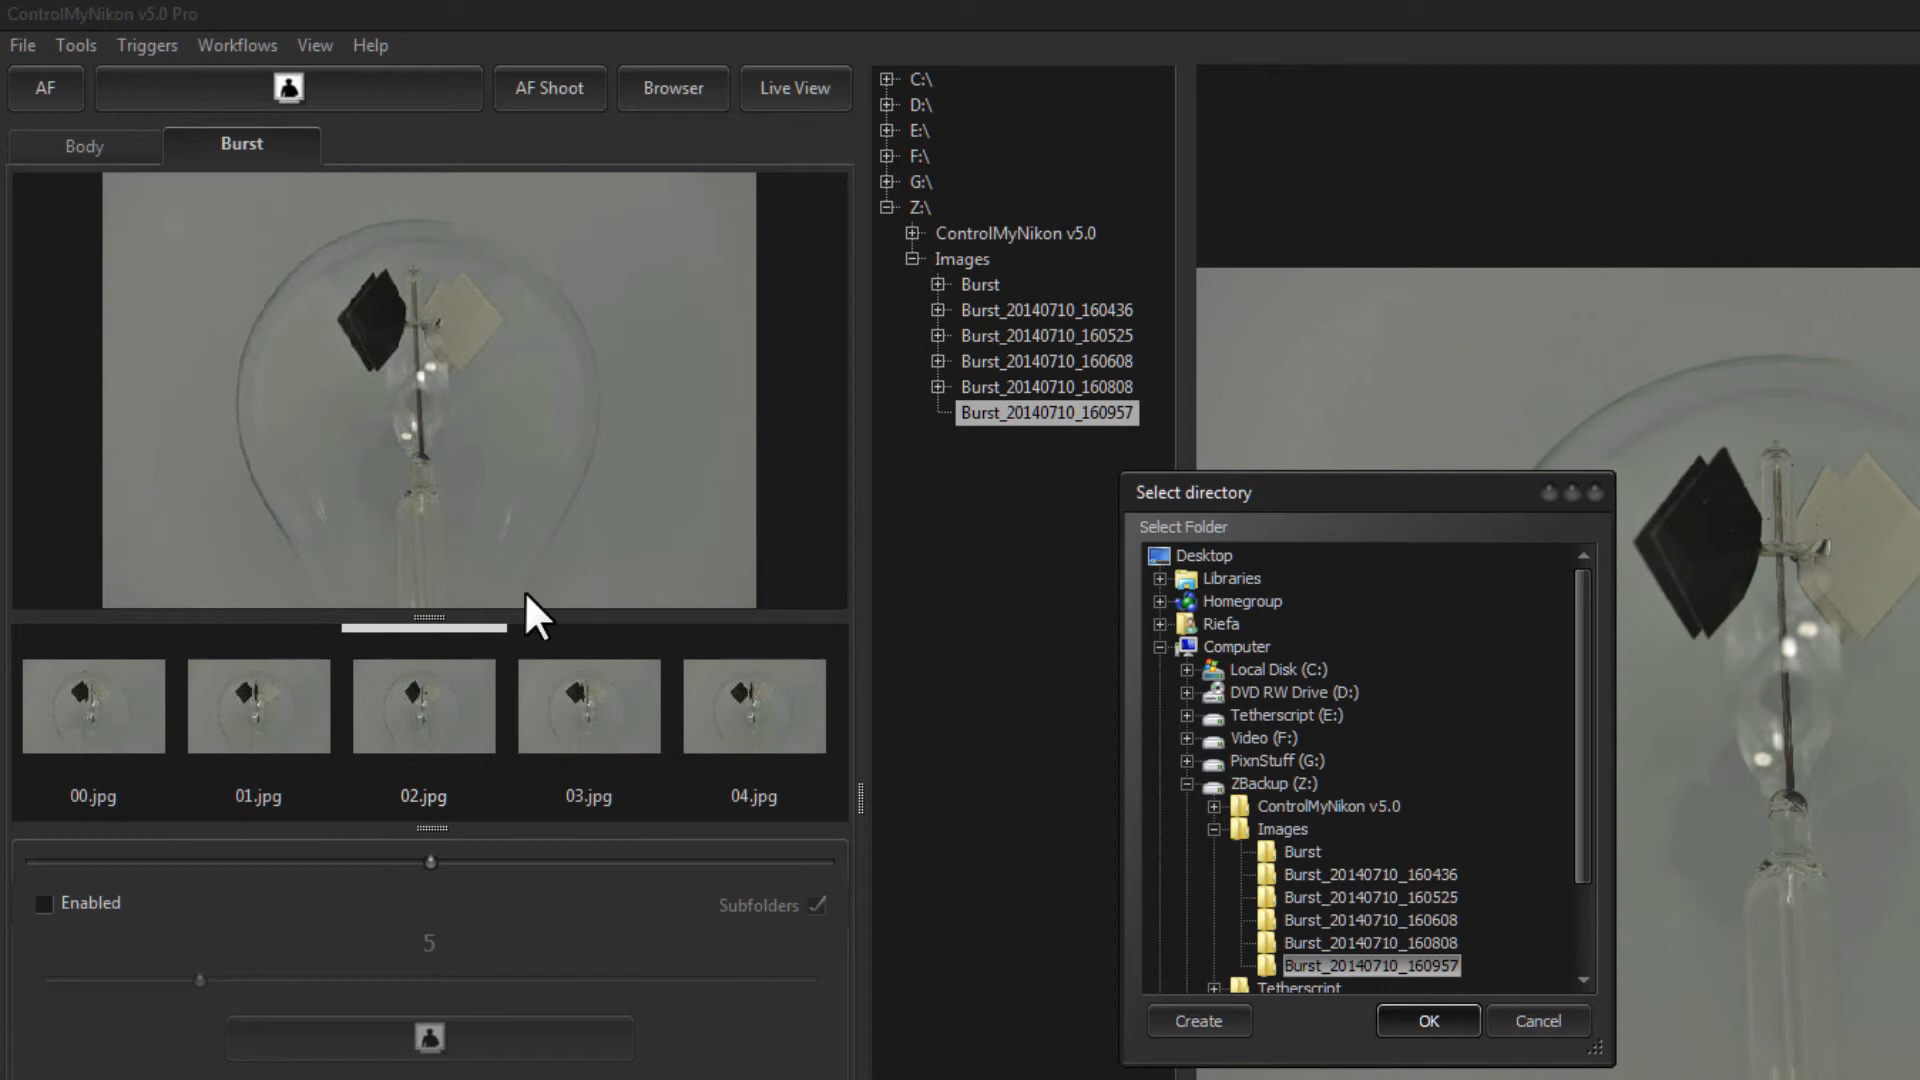 ControlMyNikon v5.0 Pro
File Tools Triggers Workflows View Help
AF AF Shoot Browser Live View
Body Burst
00.jpg 01.jpg 02.jpg 03.jpg 04.jpg
Enabled Subfolders
5
C:\
D:\
E:\
F:\
G:\
Z:\
ControlMyNikon v5.0
Images
Burst
Burst_20140710_160436
Burst_20140710_160525
Burst_20140710_160608
Burst_20140710_160808
Burst_20140710_160957
Select directory
Select Folder
Desktop
Libraries
Homegroup
Riefa
Computer
Local Disk (C:)
DVD RW Drive (D:)
Tetherscript (E:)
Video (F:)
PixnStuff (G:)
ZBackup (Z:)
ControlMyNikon v5.0
Images
Burst
Burst_20140710_160436
Burst_20140710_160525
Burst_20140710_160608
Burst_20140710_160808
Burst_20140710_160957
Tetherscript
Create OK Cancel